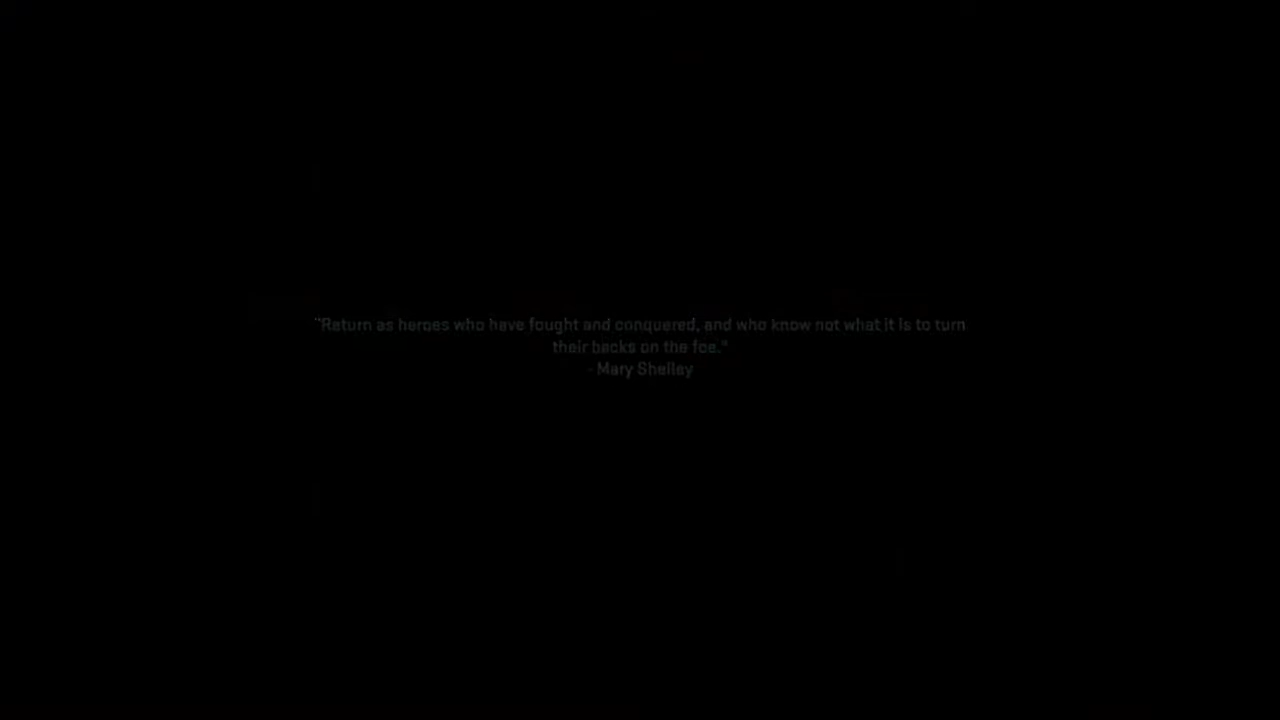 "Return as heroes who have fought and conquered, and who know not what it is to turn
their backs on the foe."
- Mary Shelley